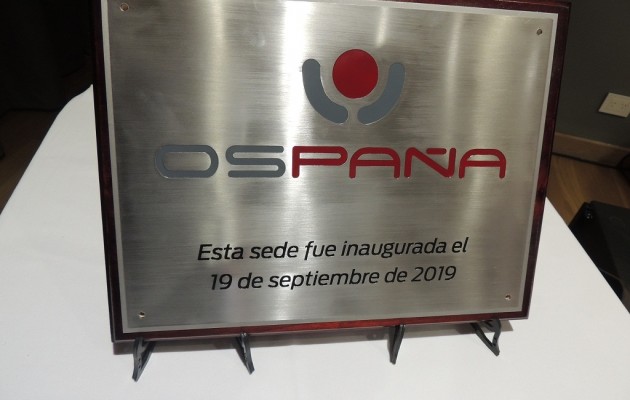 OSPAÑA
Esta sede fue inaugurada el
19 de septiembre de 2019